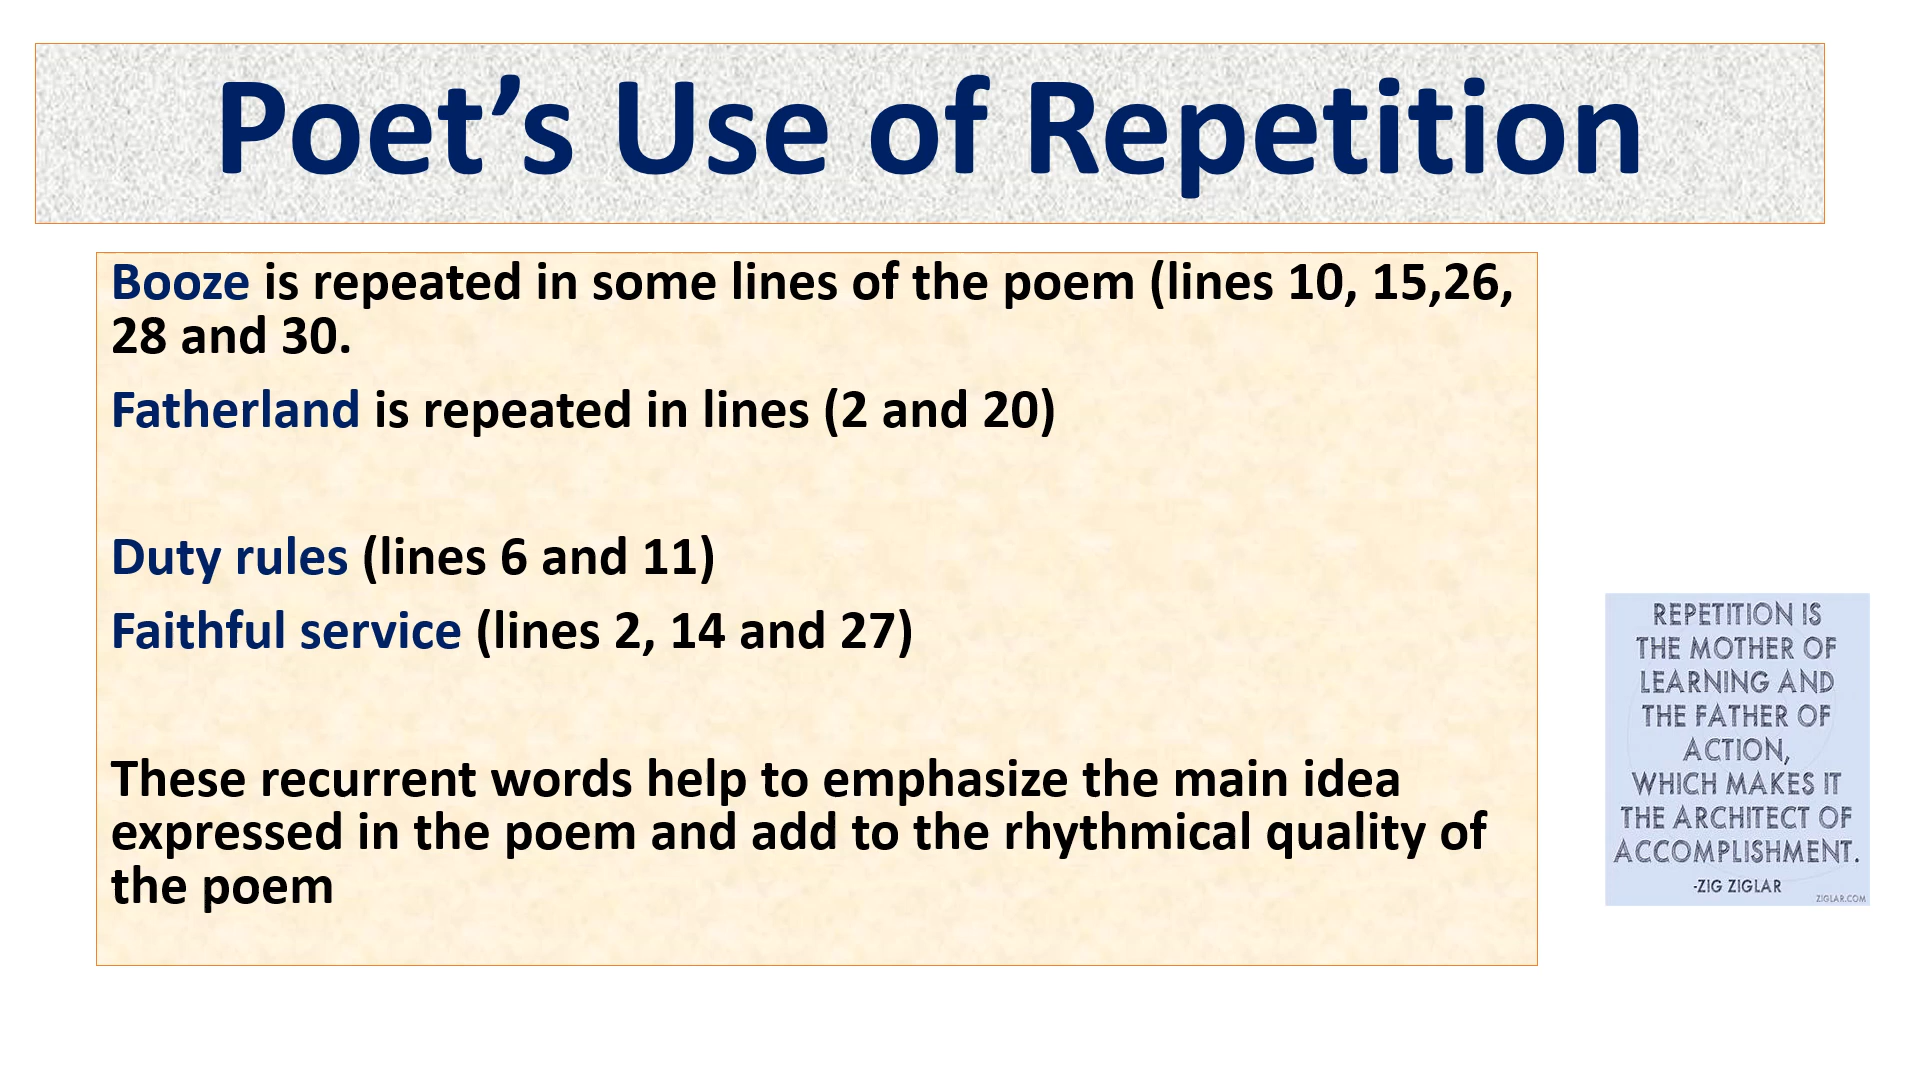 Poet’s Use of Repetition
Booze is repeated in some lines of the poem (lines 10, 15,26,
28 and 30.
Fatherland is repeated in lines (2 and 20)
Duty rules (lines 6 and 11)
Faithful service (lines 2, 14 and 27)
These recurrent words help to emphasize the main idea
expressed in the poem and add to the rhythmical quality of
the poem
REPETITION IS
THE MOTHER OF
LEARNING AND
THE FATHER OF
ACTION,
WHICH MAKES IT
THE ARCHITECT OF
ACCOMPLISHMENT.
-ZIG ZIGLAR
ZIGLAR.COM